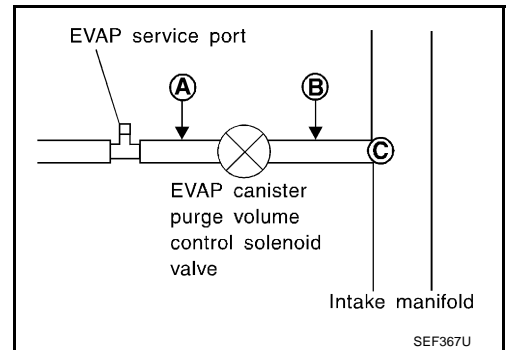 EVAP service port
A
B
C
EVAP canister
purge volume
control solenoid
valve
Intake manifold
SEF367U